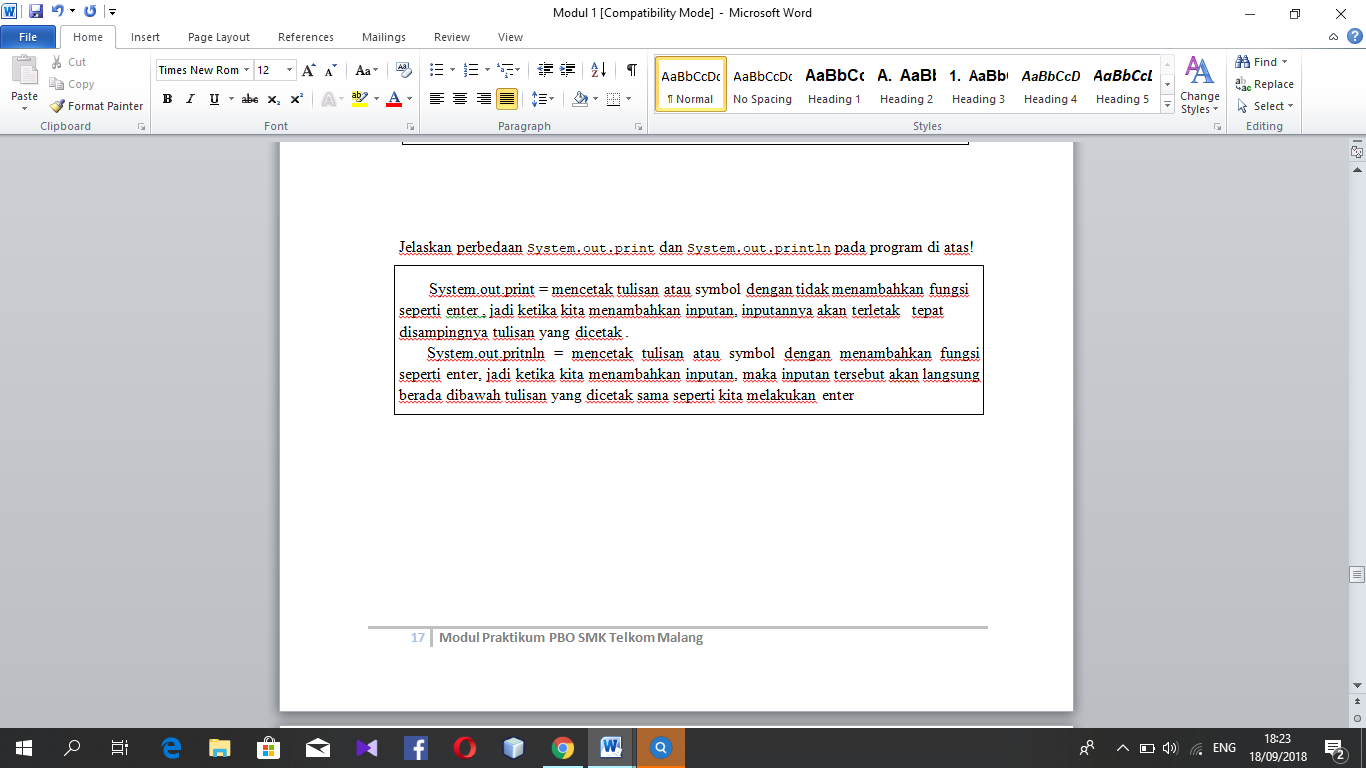 Modul 1 [Compatibility Mode] - Microsoft Word
File Home Insert Page Layout References Mailings Review View
Paste
Cut
Copy
Format Painter
Clipboard
Times New Rom 12
Font
Paragraph
AaBbCcDc AaBbCcDc AaBbCc A. AaBb 1. AaBb AaBbCcD AaBbCcL
¶ Normal No Spacing Heading 1 Heading 2 Heading 3 Heading 4 Heading 5
Change Styles
Styles
Find
Replace
Select
Editing
Jelaskan perbedaan System.out.print dan System.out.println pada program di atas!
System.out.print = mencetak tulisan atau symbol dengan tidak menambahkan fungsi
seperti enter , jadi ketika kita menambahkan inputan, inputannya akan terletak tepat
disampingnya tulisan yang dicetak .
System.out.pritnln = mencetak tulisan atau symbol dengan menambahkan fungsi
seperti enter, jadi ketika kita menambahkan inputan, maka inputan tersebut akan langsung
berada dibawah tulisan yang dicetak sama seperti kita melakukan enter
17 Modul Praktikum PBO SMK Telkom Malang
ENG
18:23
18/09/2018
2